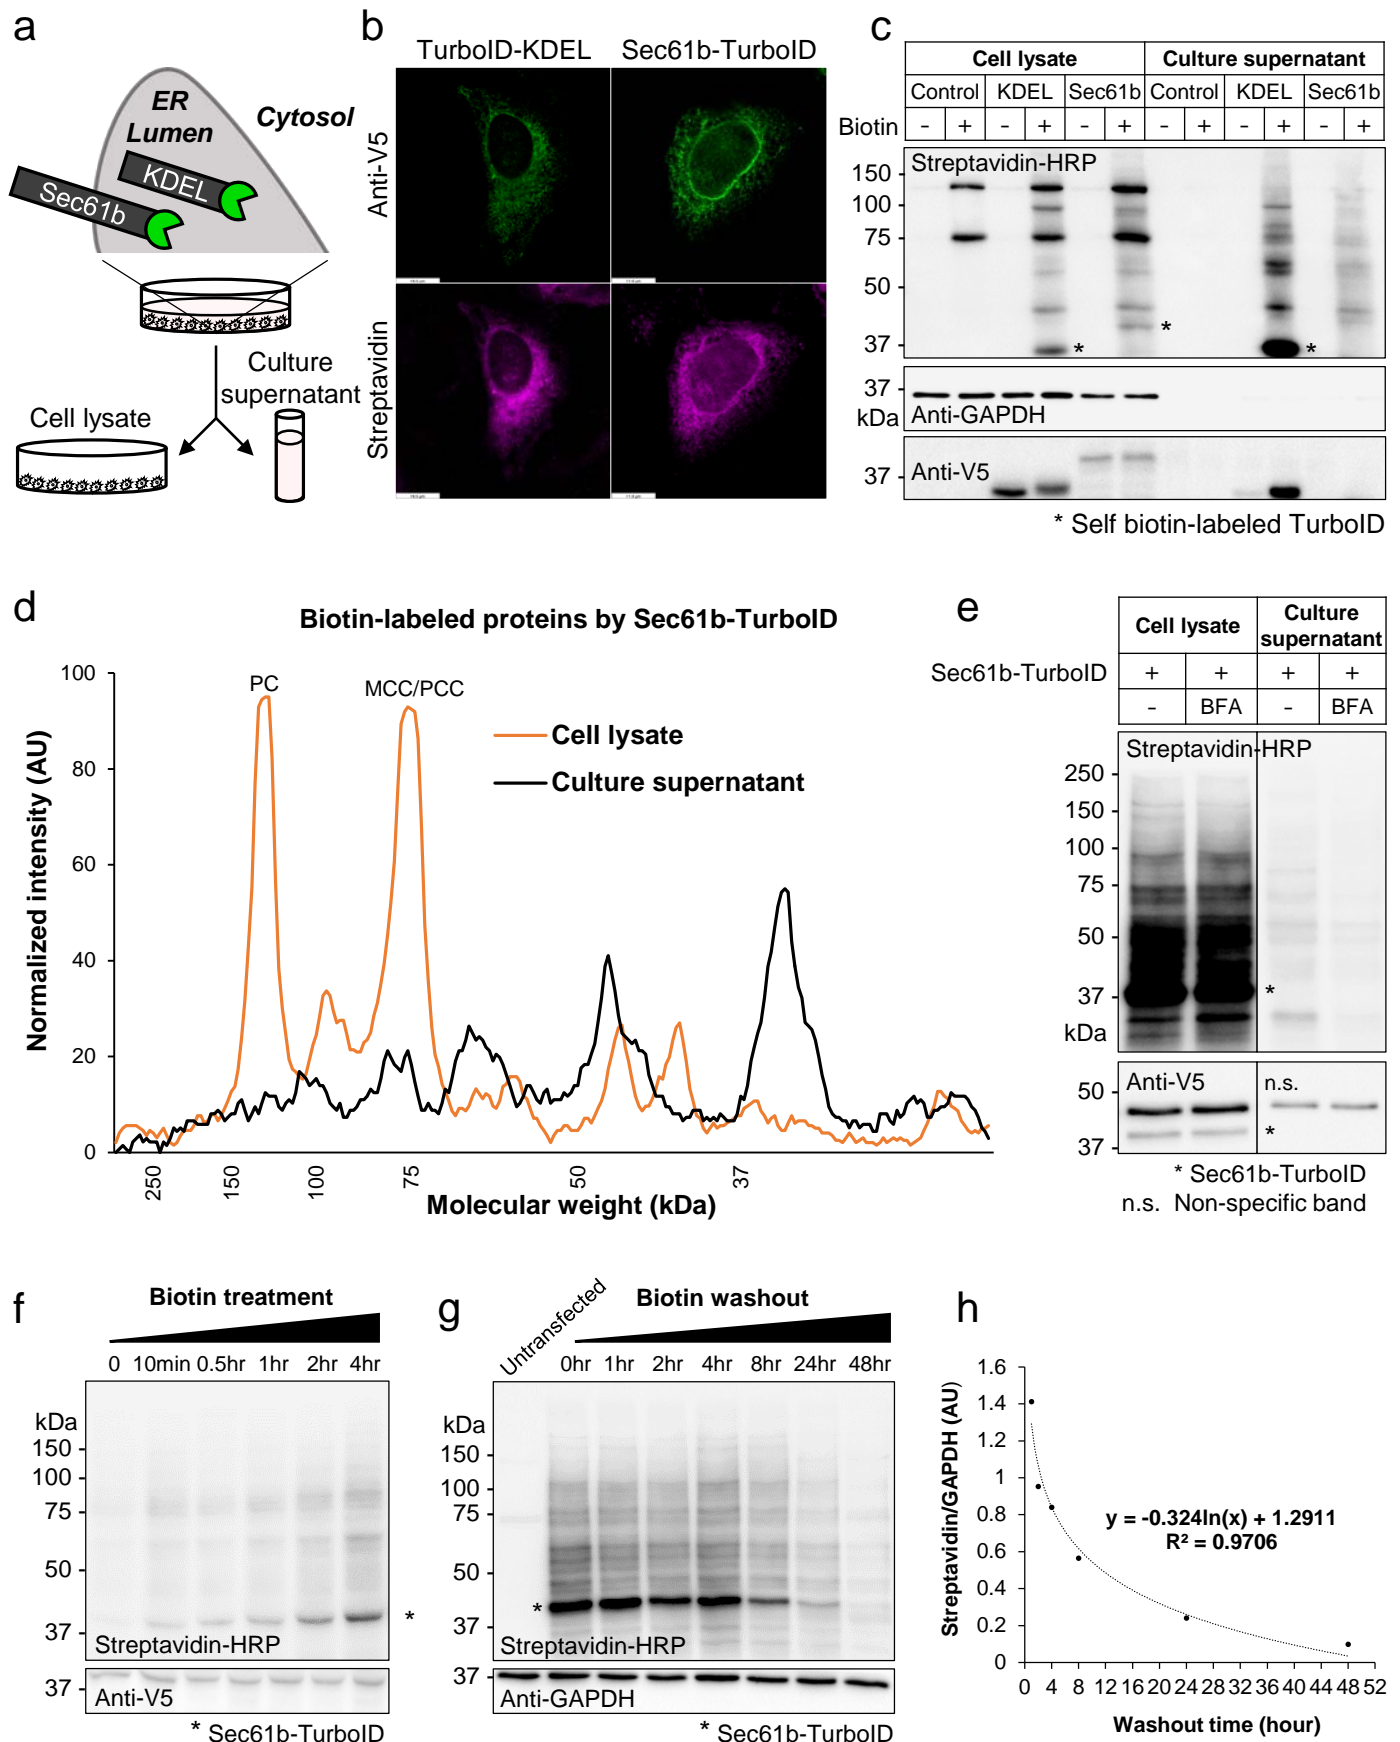 a
ER
Lumen
Cytosol
KDEL
Sec61b
Culture
supernatant
Cell lysate
b
TurboID-KDEL Sec61b-TurboID
Anti-V5
Streptavidin
c
Cell lysate Culture supernatant
Control KDEL Sec61b Control KDEL Sec61b
Biotin - + - + - + - + - + - +
Streptavidin-HRP
150
100
75
50
37
*
*
*
37
kDa
Anti-GAPDH
37
Anti-V5
* Self biotin-labeled TurboID
d
Biotin-labeled proteins by Sec61b-TurboID
Normalized intensity (AU)
100
80
60
40
20
0
PC
MCC/PCC
Cell lysate
Culture supernatant
250 150 100 75 50 37
Molecular weight (kDa)
e
Cell lysate Culture supernatant
Sec61b-TurboID + + + +
- BFA - BFA
Streptavidin-HRP
250
150
100
75
50
37
kDa
*
50
37
Anti-V5
n.s.
*
* Sec61b-TurboID
n.s. Non-specific band
f
Biotin treatment
0 10min 0.5hr 1hr 2hr 4hr
kDa
150
100
75
50
37
*
Streptavidin-HRP
37
Anti-V5
* Sec61b-TurboID
g
Biotin washout
Untransfected 0hr 1hr 2hr 4hr 8hr 24hr 48hr
kDa
150
100
75
50
37
*
Streptavidin-HRP
37
Anti-GAPDH
* Sec61b-TurboID
h
Streptavidin/GAPDH (AU)
1.6
1.4
1.2
1
0.8
0.6
0.4
0.2
0
y = -0.324ln(x) + 1.2911
R² = 0.9706
0 4 8 12 16 20 24 28 32 36 40 44 48 52
Washout time (hour)